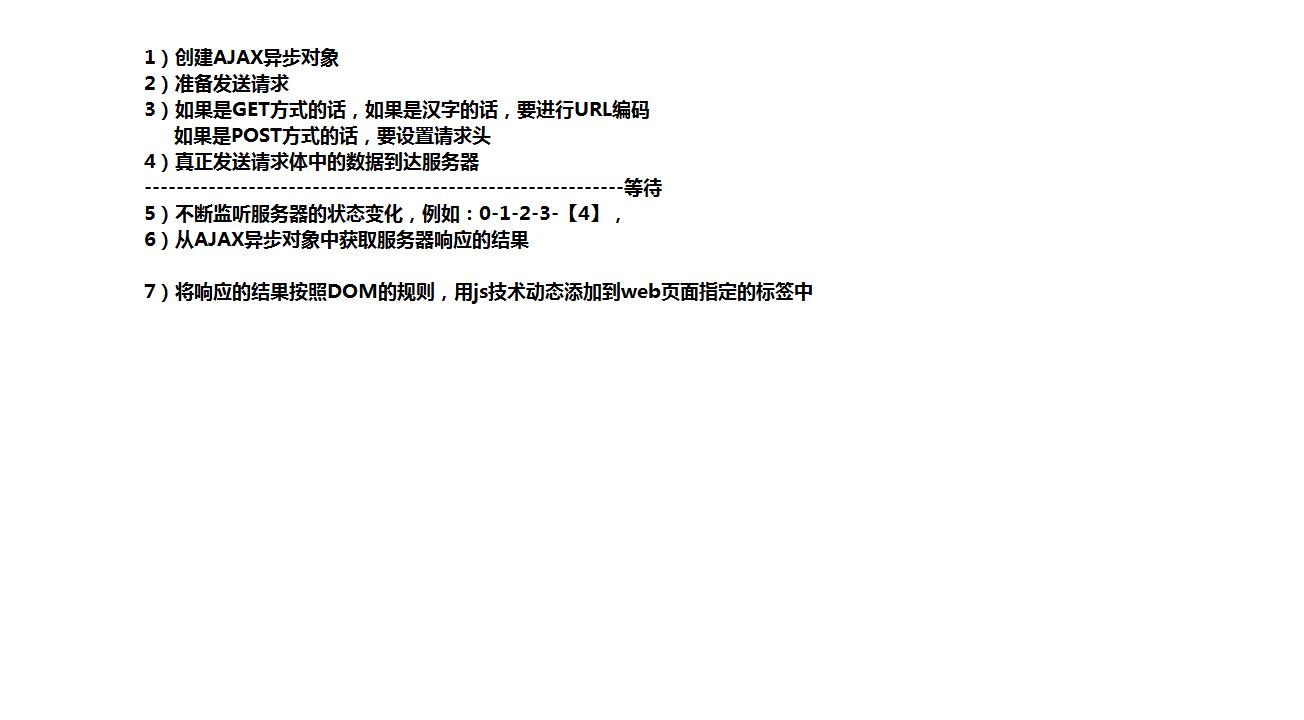 1）创建AJAX异步对象
2）准备发送请求
3）如果是GET方式的话，如果是汉字的话，要进行URL编码
如果是POST方式的话，要设置请求头
4）真正发送请求体中的数据到达服务器
------------------------------------------------------------等待
5）不断监听服务器的状态变化，例如：0-1-2-3-【4】，
6）从AJAX异步对象中获取服务器响应的结果
7）将响应的结果按照DOM的规则，用js技术动态添加到web页面指定的标签中